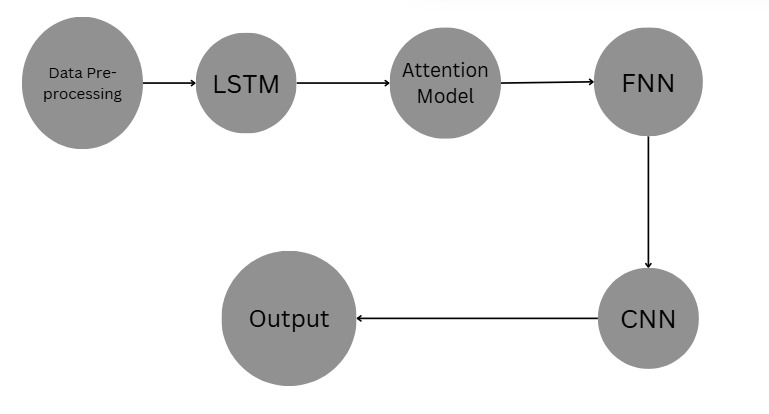 Data Pre-
processing
LSTM
Attention
Model
FNN
CNN
Output